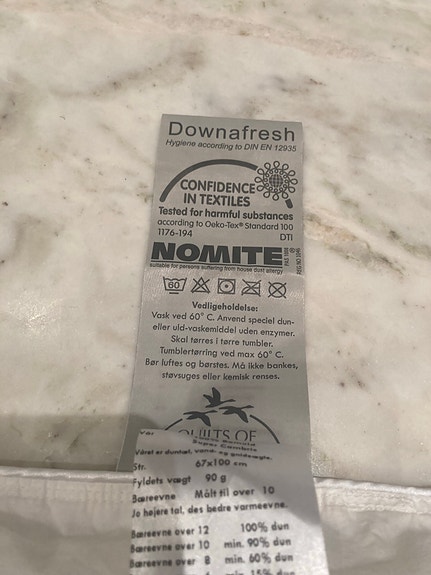 Downafresh
Hygiene according to DIN EN 12935
CONFIDENCE
IN TEXTILES
Tested for harmful substances
according to Oeko-Tex® Standard 100
1176-194 DTI
NOMITE®
suitable for persons suffering from house dust allergy
60
Vedligeholdelse:
Vask ved 60° C. Anvend speciel dun-
eller uld-vaskemiddel uden enzymer.
Skal tørres i tørre tumbler.
Tumblertørring ved max 60° C.
Bør luftes og børstes. Må ikke bankes,
støvsuges eller kemisk renses.
QUILTS OF
Str. 67x100 cm
Fyldets vægt 90 g
Bæreevne Målt til over 10
Jo højere tal, des bedre varmeevne.
Bæreevne over 12 100% dun
Bæreevne over 10 min. 90% dun
Bæreevne over 8 min. 60% dun
min. 15% dun